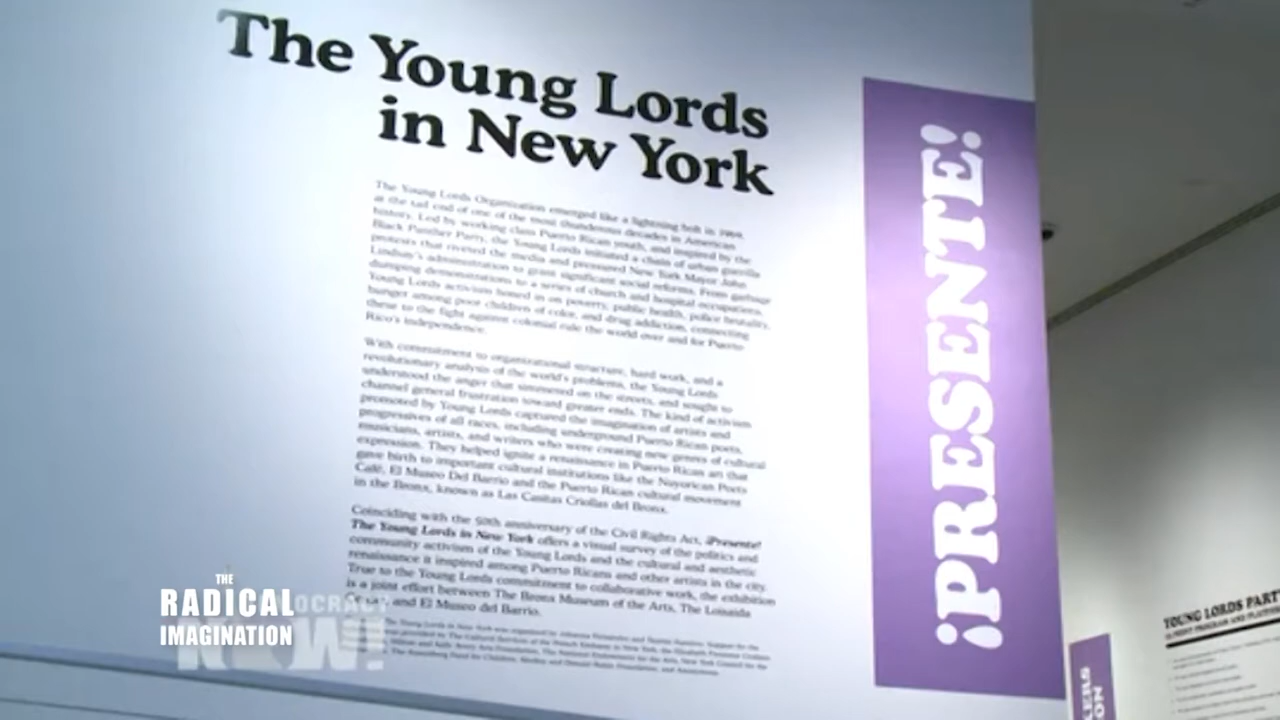 The Young Lords
in New York
¡PRESENTE!
The Young Lords Organization emerged like a lightning bolt in 1969,
at the tail end of one of the most thunderous decades in American
history. Led by working class Puerto Rican youth, and inspired by the
Black Panther Party, the Young Lords initiated a chain of urban guerilla
protests that riveted the media and pressured New York Mayor John
Lindsay's administration to grant significant social reforms. From garbage
dumping demonstrations to a series of church and hospital occupations,
Young Lords activism honed in on poverty, public health, police brutality,
hunger among poor children of color, and drug addiction, connecting
these to the fight against colonial rule the world over and for Puerto
Rico's independence.
With commitment to organizational structure, hard work, and a
revolutionary analysis of the world's problems, the Young Lords
understood the anger that simmered on the streets, and sought to
channel general frustration toward greater ends. The kind of activism
promoted by Young Lords captured the imagination of artists and
progressives of all races, including underground Puerto Rican poets,
musicians, artists, and writers who were creating new genres of cultural
expression. They helped ignite a renaissance in Puerto Rican art that
gave birth to important cultural institutions like the Nuyorican Poets
Café, El Museo Del Barrio and the Puerto Rican cultural movement
in the Bronx, known as Las Casitas Criollas del Bronx.
Coinciding with the 50th anniversary of the Civil Rights Act, ¡Presente!
The Young Lords in New York offers a visual survey of the politics and
community activism of the Young Lords and the cultural and aesthetic
renaissance it inspired among Puerto Ricans and other artists in the city.
True to the Young Lords commitment to collaborative work, the exhibition
is a joint effort between The Bronx Museum of the Arts, The Loisaida
and El Museo del Barrio.
The Young Lords in New York was organized by Johanna Fernández and
YOUNG LORDS PARTY
THE
RADICAL
IMAGINATION
NOW!